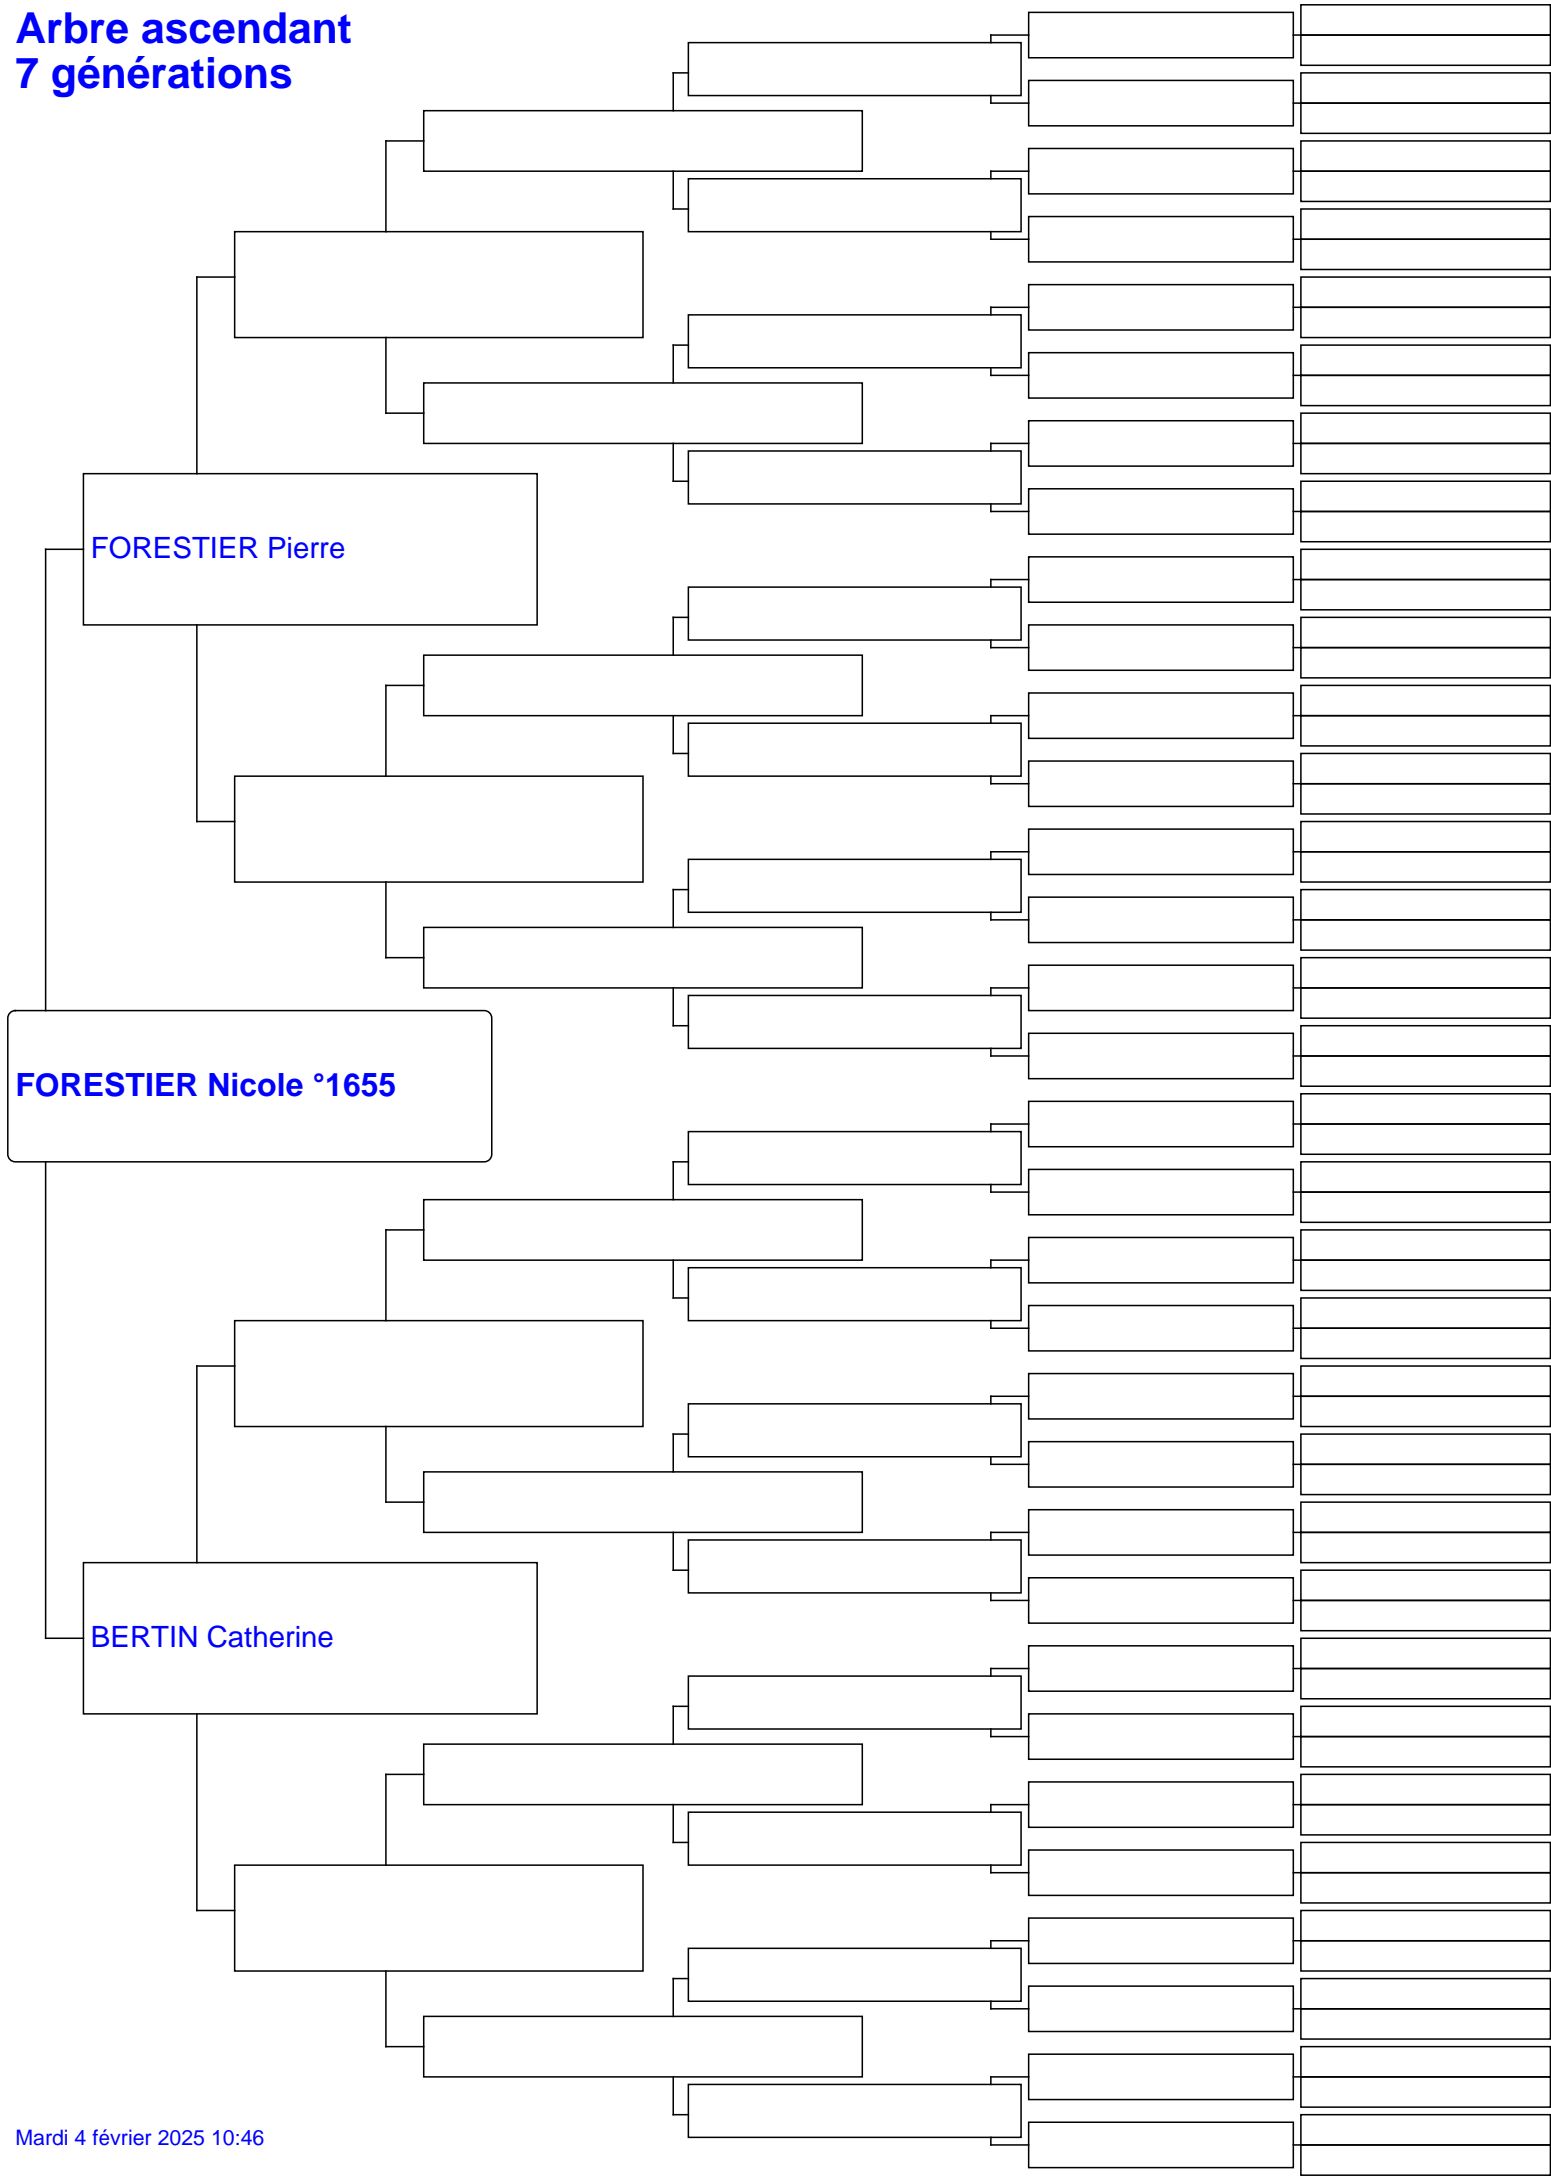 Arbre ascendant
7 générations
FORESTIER Pierre
FORESTIER Nicole °1655
BERTIN Catherine
Mardi 4 février 2025 10:46